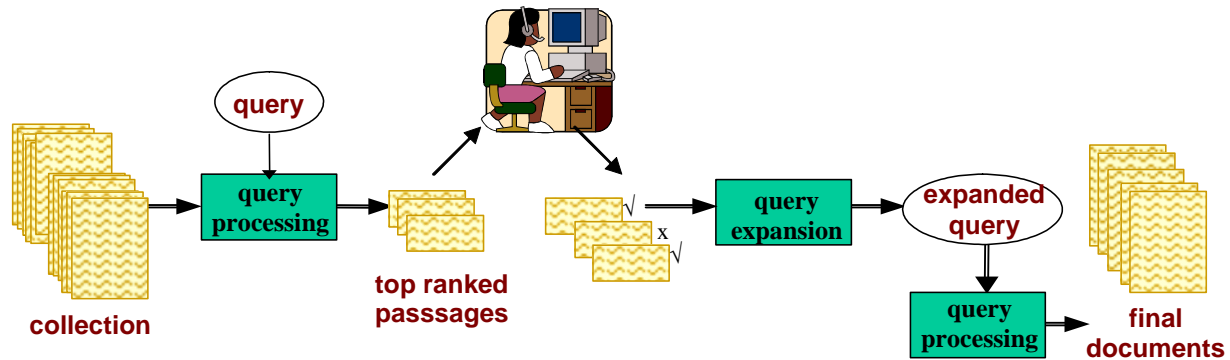 query
query
processing
top ranked
passsages
collection
√
x
√
query
expansion
expanded
query
query
processing
final
documents